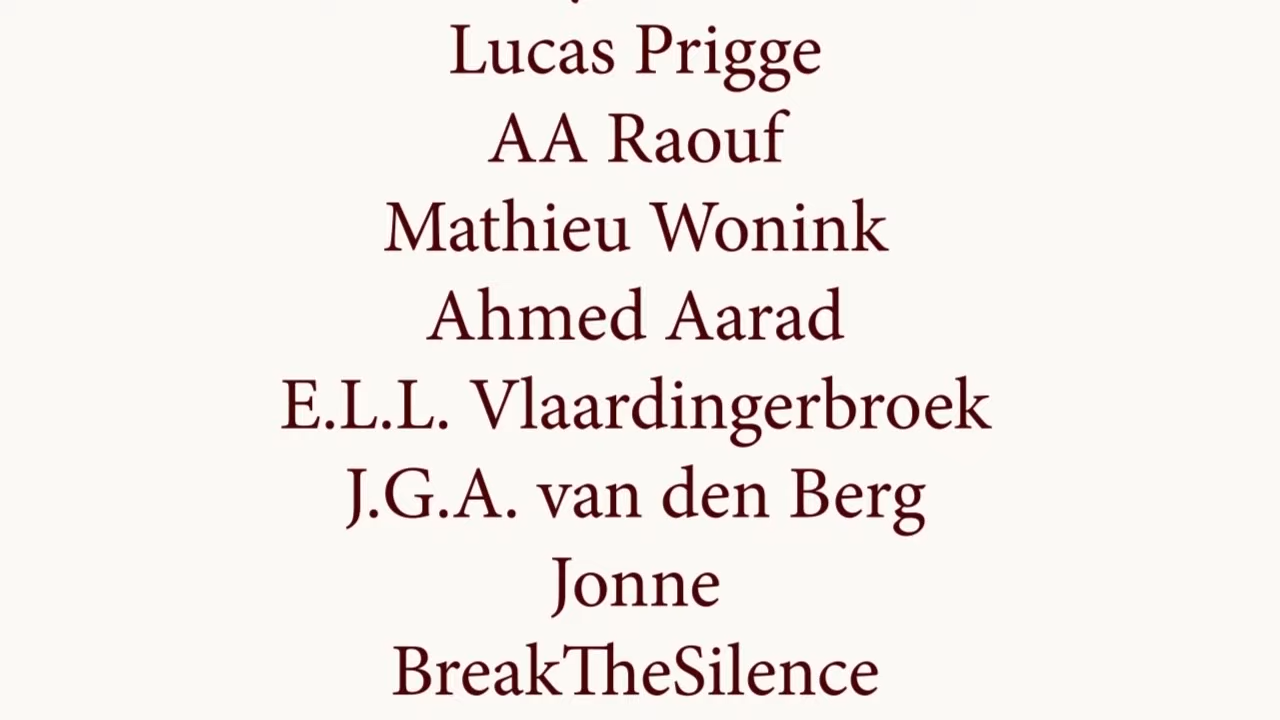 Lucas Prigge
AA Raouf
Mathieu Wonink
Ahmed Aarad
E.L.L. Vlaardingerbroek
J.G.A. van den Berg
Jonne
BreakTheSilence